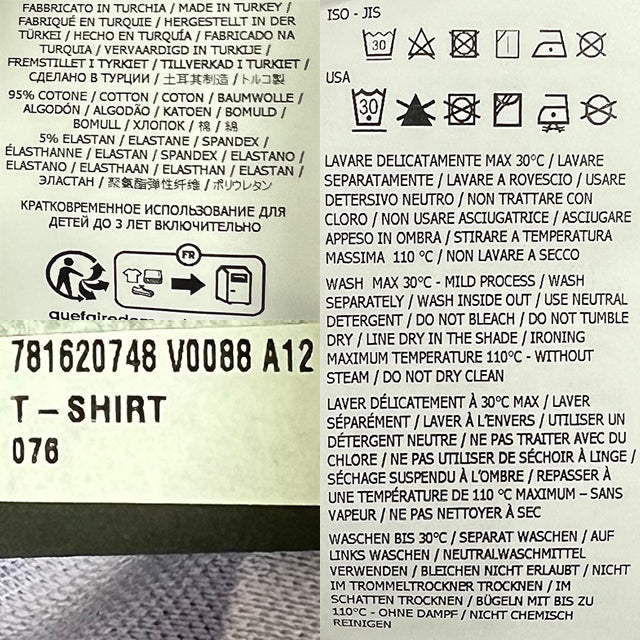 FABBRICATO IN TURCHIA / MADE IN TURKEY /
FABRIQUÉ EN TURQUIE / HERGESTELLT IN DER
TÜRKEI / HECHO EN TURQUÍA / FABRICADO NA
TURQUIA / VERVAARDIGD IN TURKIJE /
FREMSTILLET I TYRKIET / TILLVERKAD I TURKIET /
СДЕЛАНО В ТУРЦИИ / 土耳其制造 / トルコ製
95% COTONE / COTTON / COTON / BAUMWOLLE /
ALGODÓN / ALGODÃO / KATOEN / BOMULD /
BOMULL / ХЛОПОК / 棉 / 綿
5% ELASTAN / ELASTANE / SPANDEX /
ÉLASTHANNE / ELASTAN / SPANDEX / ELASTANO /
ELASTANO / ELASTHAAN / ELASTHAN / ELASTAN /
ЭЛАСТАН / 聚氨酯弹性纤维 / ポリウレタン
КРАТКОВРЕМЕННОЕ ИСПОЛЬЗОВАНИЕ ДЛЯ
ДЕТЕЙ ДО 3 ЛЕТ ВКЛЮЧИТЕЛЬНО
FR
781620748 V0088 A12
T-SHIRT
076
ISO - JIS
30
USA
30
LAVARE DELICATAMENTE MAX 30°C / LAVARE
SEPARATAMENTE / LAVARE A ROVESCIO / USARE
DETERSIVO NEUTRO / NON TRATTARE CON
CLORO / NON USARE ASCIUGATRICE / ASCIUGARE
APPESO IN OMBRA / STIRARE A TEMPERATURA
MASSIMA 110 °C / NON LAVARE A SECCO
WASH MAX 30°C - MILD PROCESS / WASH
SEPARATELY / WASH INSIDE OUT / USE NEUTRAL
DETERGENT / DO NOT BLEACH / DO NOT TUMBLE
DRY / LINE DRY IN THE SHADE / IRONING
MAXIMUM TEMPERATURE 110°C - WITHOUT
STEAM / DO NOT DRY CLEAN
LAVER DÉLICATEMENT À 30°C MAX / LAVER
SÉPARÉMENT / LAVER À L'ENVERS / UTILISER UN
DÉTERGENT NEUTRE / NE PAS TRAITER AVEC DU
CHLORE / NE PAS UTILISER DE SÉCHOIR À LINGE /
SÉCHAGE SUSPENDU À L'OMBRE / REPASSER À
UNE TEMPÉRATURE DE 110 °C MAXIMUM – SANS
VAPEUR / NE PAS NETTOYER À SEC
WASCHEN BIS 30°C / SEPARAT WASCHEN / AUF
LINKS WASCHEN / NEUTRALWASCHMITTEL
VERWENDEN / BLEICHEN NICHT ERLAUBT / NICHT
IM TROMMELTROCKNER TROCKNEN / IM
SCHATTEN TROCKNEN / BÜGELN MIT BIS ZU
110°C - OHNE DAMPF / NICHT CHEMISCH
REINIGEN